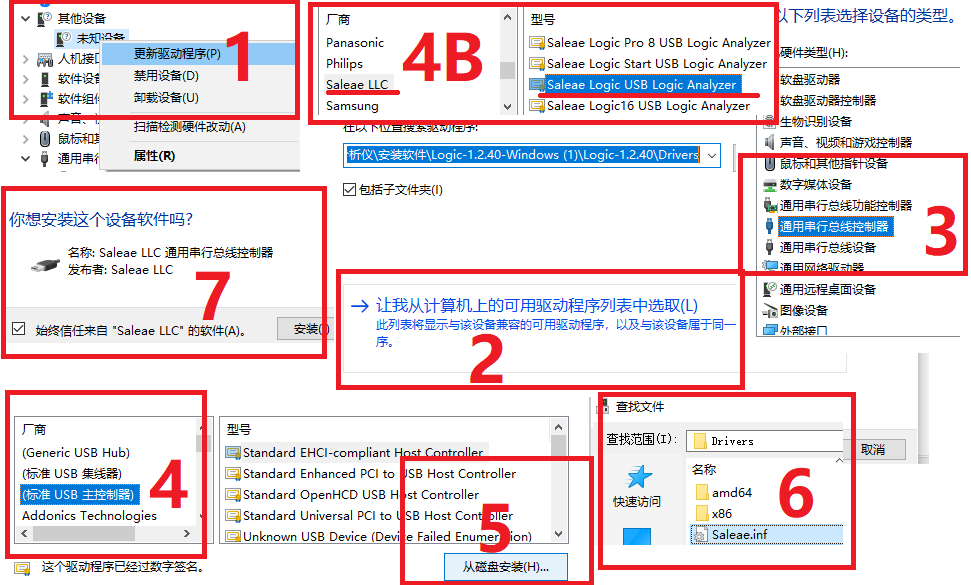 其他设备
未知设备
人机接口
软件设备
软件组件
声音、
鼠标和其
通用串行
更新驱动程序(P)
禁用设备(D)
卸载设备(U)
扫描检测硬件改动(A)
属性(R)
1
厂商
Panasonic
Philips
Saleae LLC
Samsung
4B
型号
Saleae Logic Pro 8 USB Logic Analyzer
Saleae Logic Start USB Logic Analyzer
Saleae Logic USB Logic Analyzer
Saleae Logic16 USB Logic Analyzer
在以下位置搜索驱动程序:
析仪\安装软件\Logic-1.2.40-Windows (1)\Logic-1.2.40\Drivers
包括子文件夹(I)
以下列表选择设备的类型。
硬件类型(H):
软盘驱动器
软盘驱动器控制器
生物识别设备
声音、视频和游戏控制器
鼠标和其他指针设备
数字媒体设备
通用串行总线功能控制器
通用串行总线控制器
通用串行总线设备
通用网络驱动器
通用远程桌面设备
图像设备
外部接口
3
你想安装这个设备软件吗?
名称: Saleae LLC 通用串行总线控制器
发布者: Saleae LLC
7
始终信任来自 "Saleae LLC" 的软件(A)。
安装(I)
让我从计算机上的可用驱动程序列表中选取(L)
此列表将显示与该设备兼容的可用驱动程序，以及与该设备属于同一
序。
2
厂商
(Generic USB Hub)
(标准 USB 集线器)
(标准 USB 主控制器)
Addonics Technologies
4
型号
Standard EHCI-compliant Host Controller
Standard Enhanced PCI to USB Host Controller
Standard OpenHCD USB Host Controller
Standard Universal PCI to USB Host Controller
Unknown USB Device (Device Failed Enumeration)
5
这个驱动程序已经过数字签名。
从磁盘安装(H)...
查找文件
查找范围(I):
Drivers
快速访问
名称
amd64
x86
Saleae.inf
6
取消